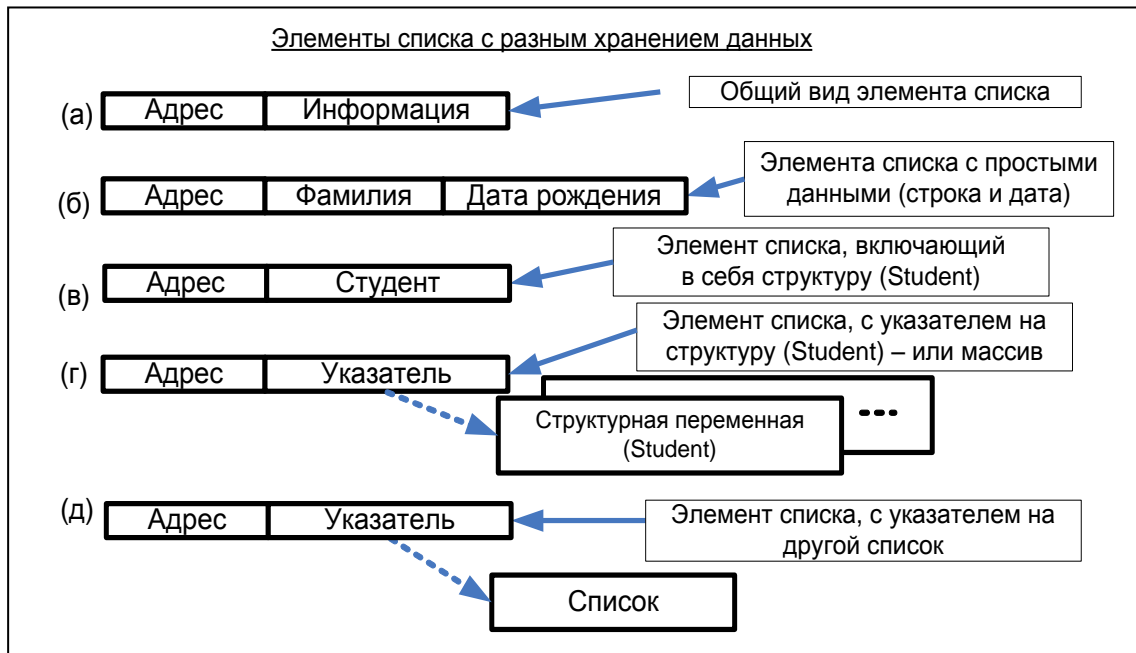 Элементы списка с разным хранением данных
(а) Адрес Информация
Общий вид элемента списка
(б) Адрес Фамилия Дата рождения
Элемента списка с простыми
данными (строка и дата)
(в) Адрес Студент
Элемент списка, включающий
в себя структуру (Student)
(г) Адрес Указатель
Элемент списка, с указателем на
структуру (Student) – или массив
Структурная переменная
(Student)
(д) Адрес Указатель
Элемент списка, с указателем на
другой список
Список